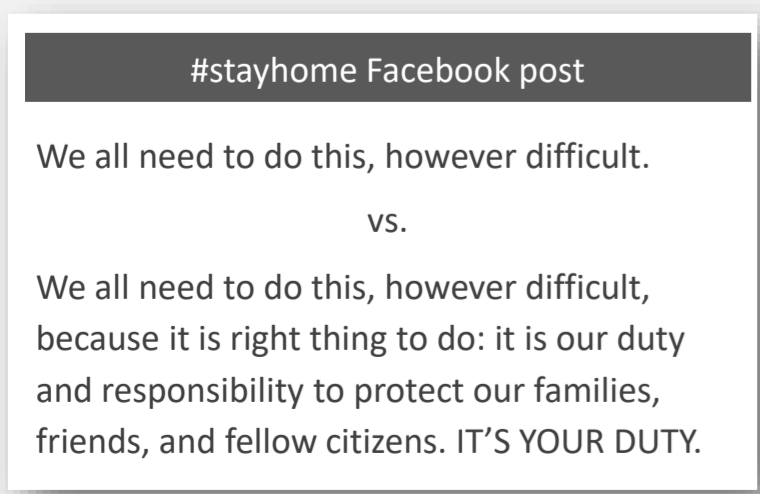 #stayhome Facebook post
We all need to do this, however difficult.
vs.
We all need to do this, however difficult,
because it is right thing to do: it is our duty
and responsibility to protect our families,
friends, and fellow citizens. IT’S YOUR DUTY.